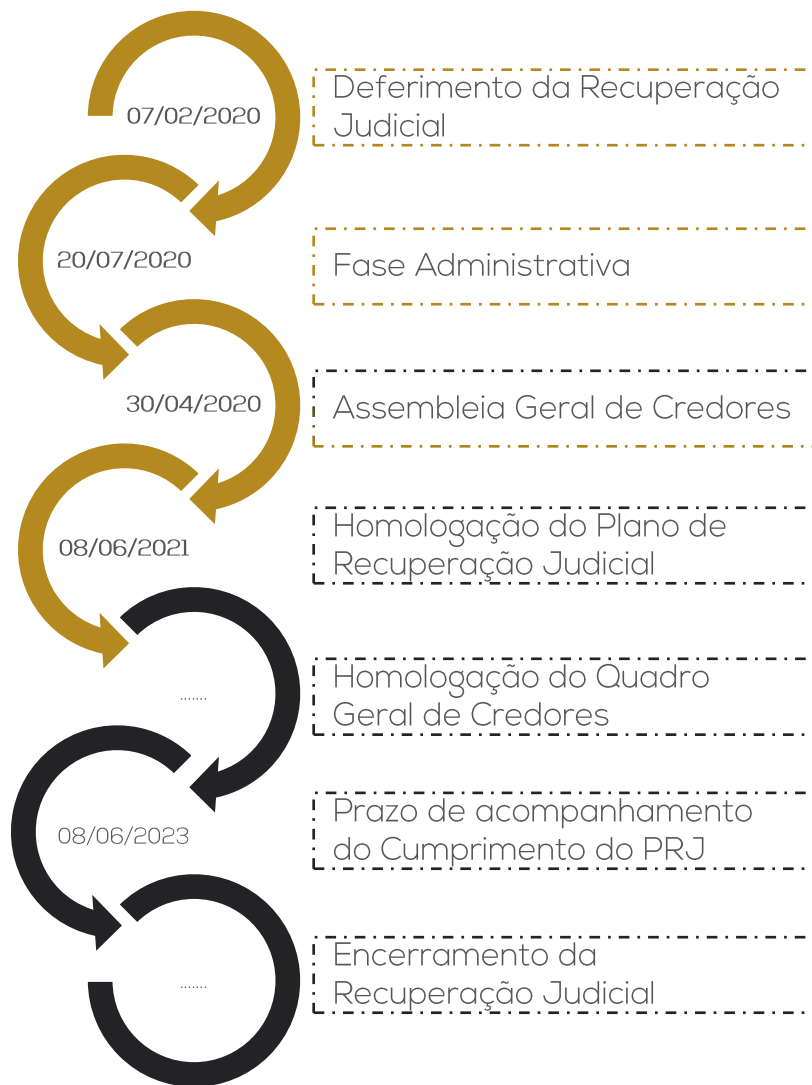 07/02/2020
Deferimento da Recuperação
Judicial
20/07/2020
Fase Administrativa
30/04/2020
Assembleia Geral de Credores
08/06/2021
Homologação do Plano de
Recuperação Judicial
.......
Homologação do Quadro
Geral de Credores
08/06/2023
Prazo de acompanhamento
do Cumprimento do PRJ
.......
Encerramento da
Recuperação Judicial